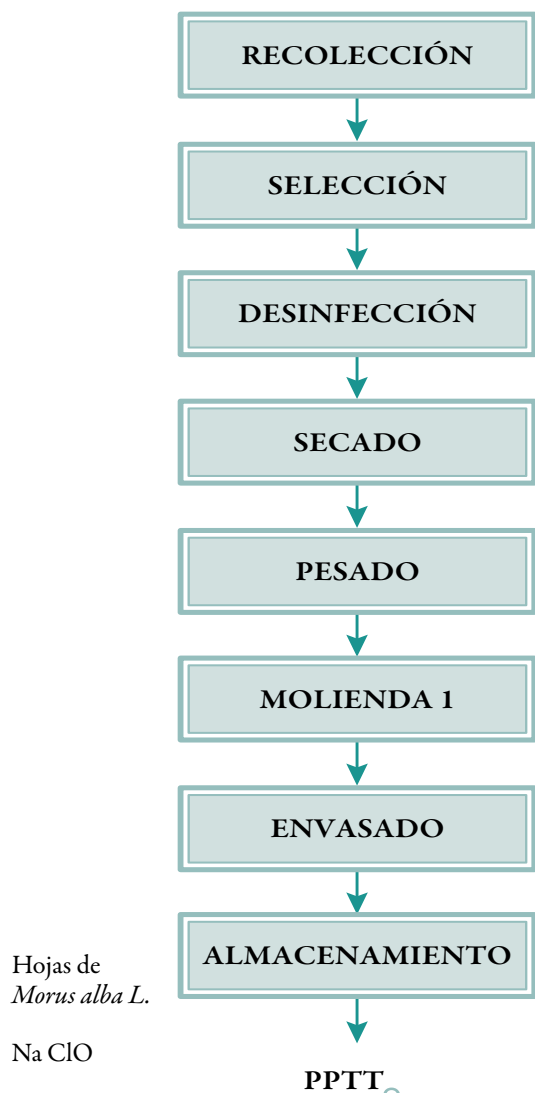 RECOLECCIÓN
SELECCIÓN
DESINFECCIÓN
SECADO
PESADO
MOLIENDA 1
ENVASADO
ALMACENAMIENTO
Hojas de
Morus alba L.
Na ClO
PPTT